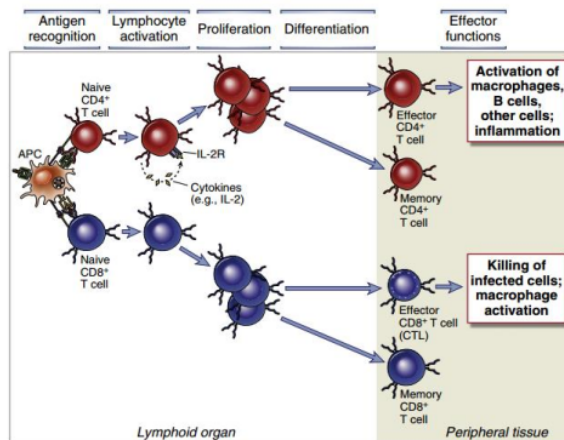 Antigen
recognition
Lymphocyte
activation
Proliferation
Differentiation
Effector
functions
Naive
CD4+
T cell
APC
IL-2R
Cytokines
(e.g., IL-2)
Effector
CD4+
T cell
Activation of
macrophages,
B cells,
other cells;
inflammation
Memory
CD4+
T cell
Naive
CD8+
T cell
Effector
CD8+ T cell
(CTL)
Killing of
infected cells;
macrophage
activation
Memory
CD8+
T cell
Lymphoid organ
Peripheral tissue